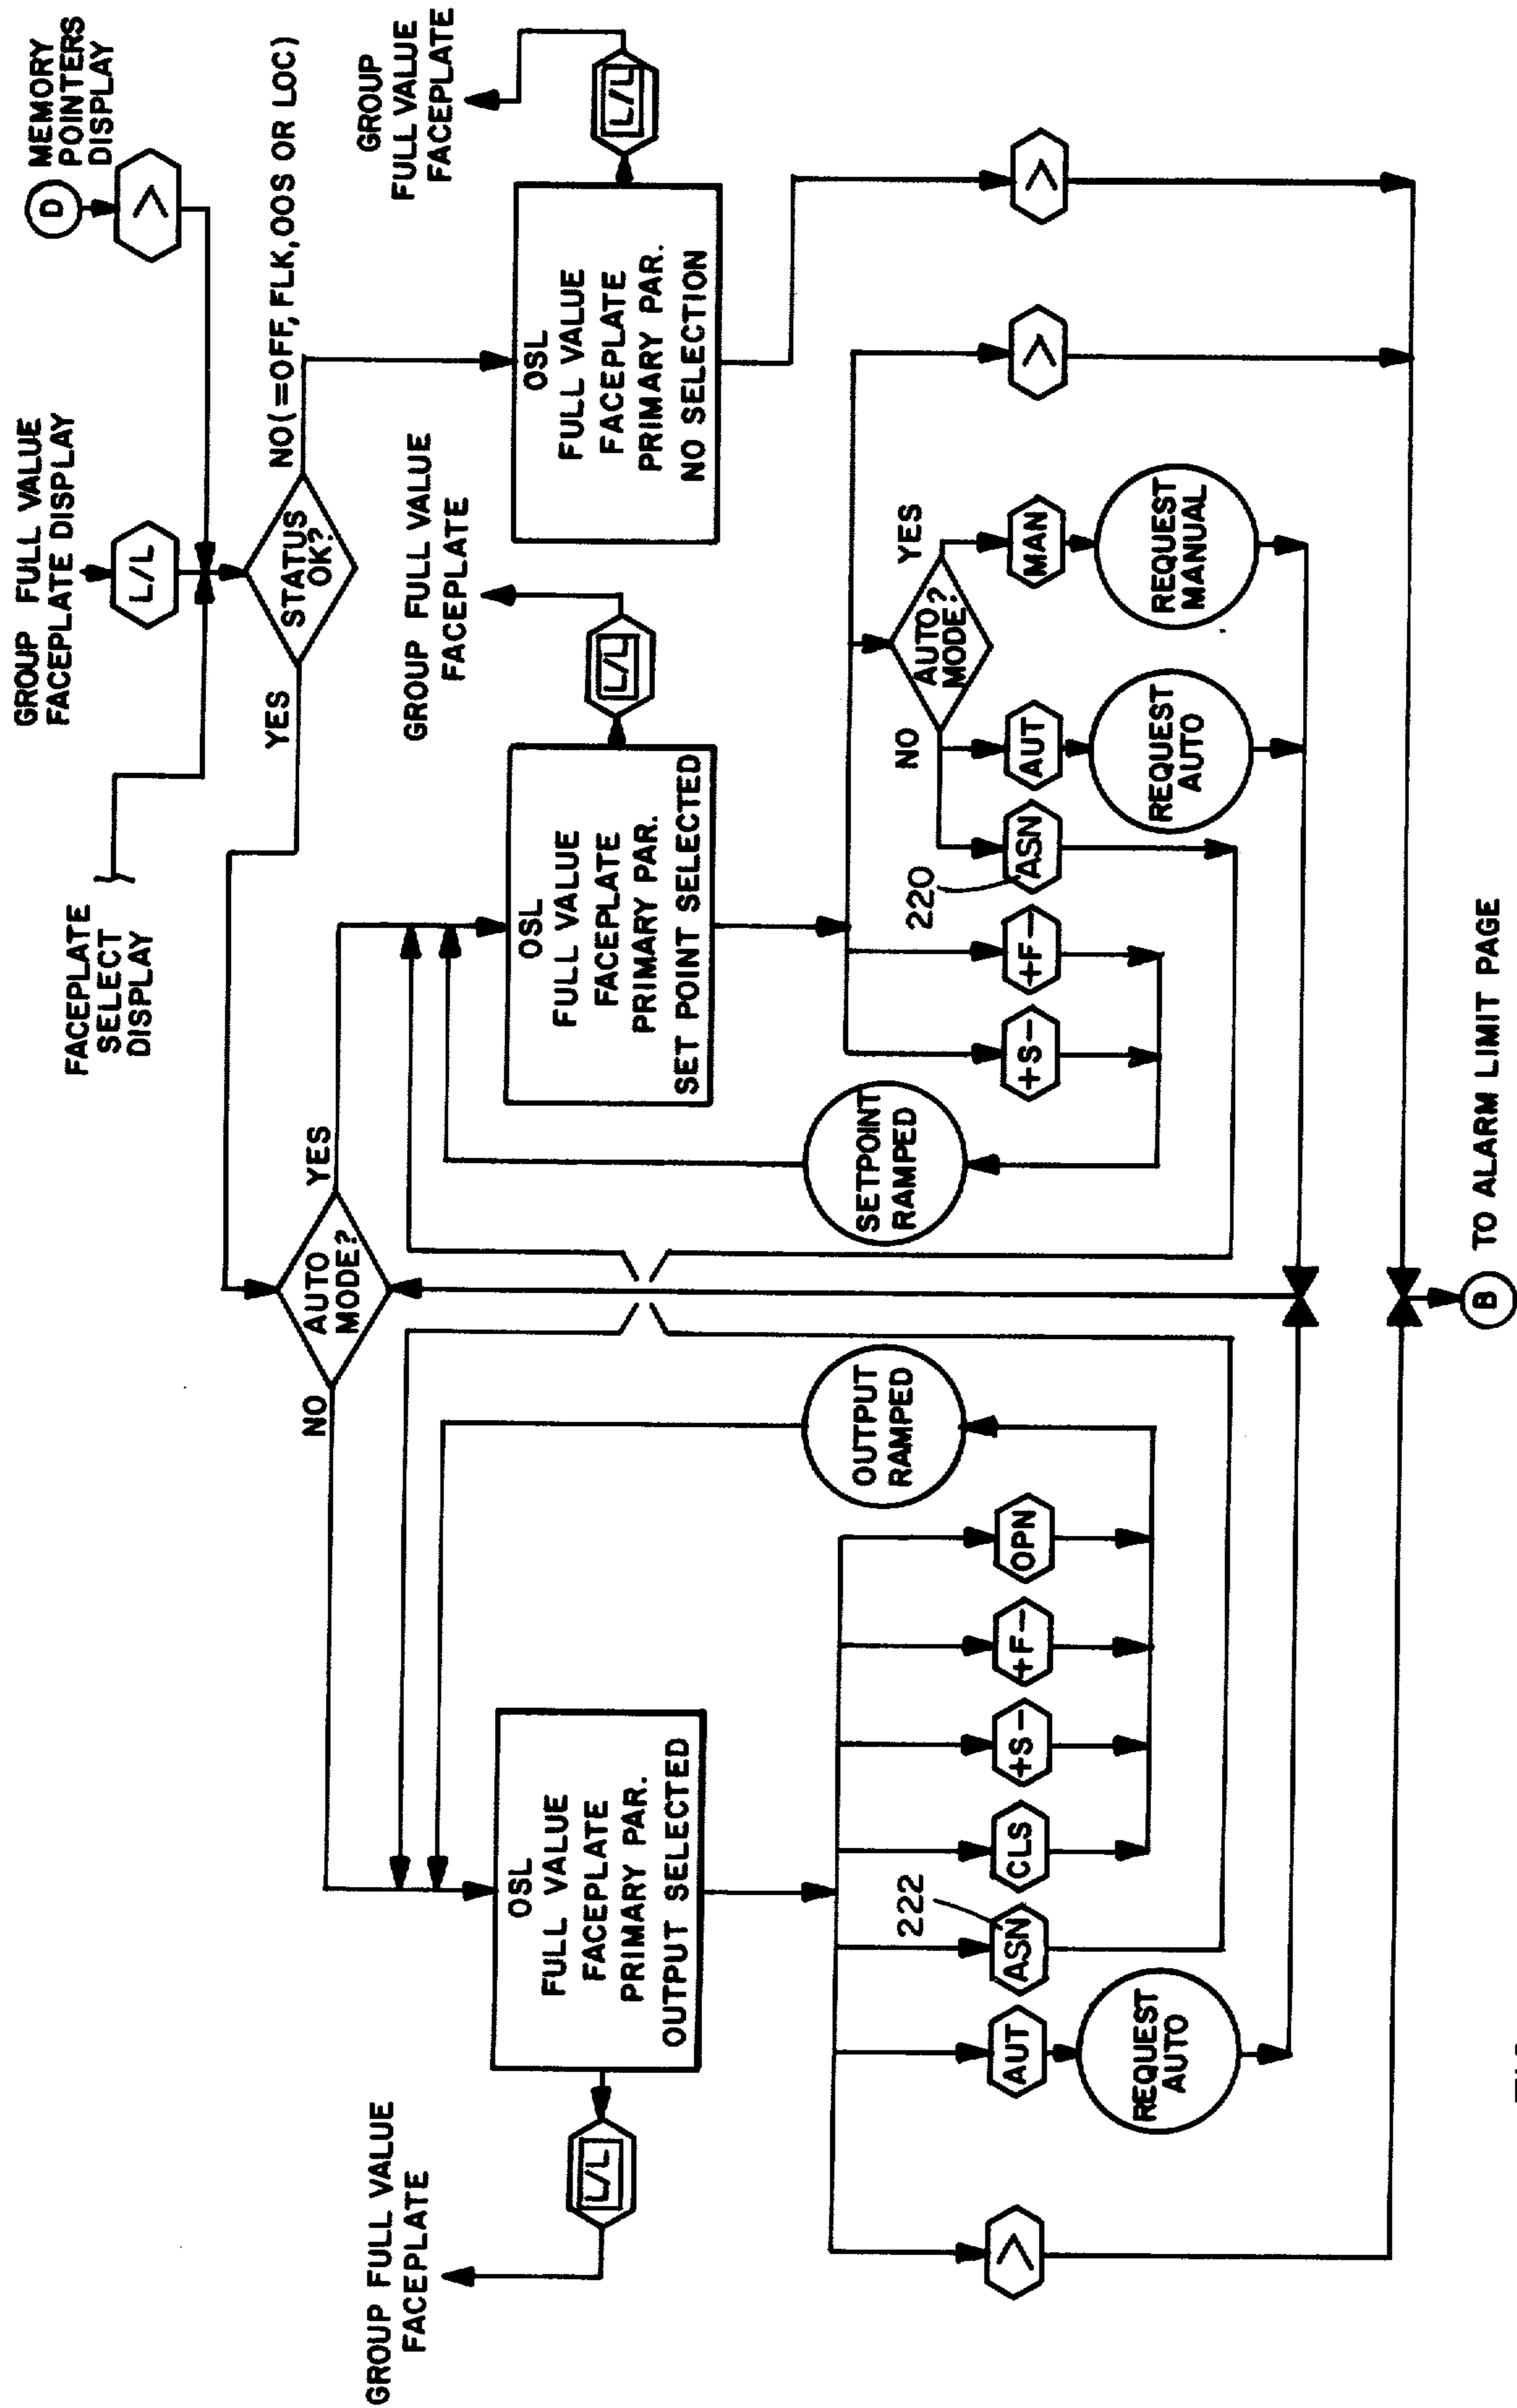 GROUP FULL VALUE
FACEPLATE DISPLAY
D
MEMORY
POINTERS
DISPLAY
>
L/L
FACEPLATE
SELECT
DISPLAY
STATUS
OK?
YES
NO(=OFF, FLK, OOS OR LOC)
AUTO
MODE?
NO
YES
GROUP FULL VALUE
FACEPLATE
L/L
OSL
FULL VALUE
FACEPLATE
PRIMARY PAR.
OUTPUT SELECTED
OSL
FULL VALUE
FACEPLATE
PRIMARY PAR.
SET POINT SELECTED
L/L
GROUP FULL VALUE
FACEPLATE
OSL
FULL VALUE
FACEPLATE
PRIMARY PAR.
NO SELECTION
L/L
GROUP
FULL VALUE
FACEPLATE
OUTPUT
RAMPED
SETPOINT
RAMPED
>
AUT
222
ASN
CLS
+S-
+F-
OPN
REQUEST
AUTO
+S-
+F-
220
ASN
AUTO
MODE?
NO
YES
AUT
MAN
REQUEST
AUTO
REQUEST
MANUAL
>
>
B
TO ALARM LIMIT PAGE